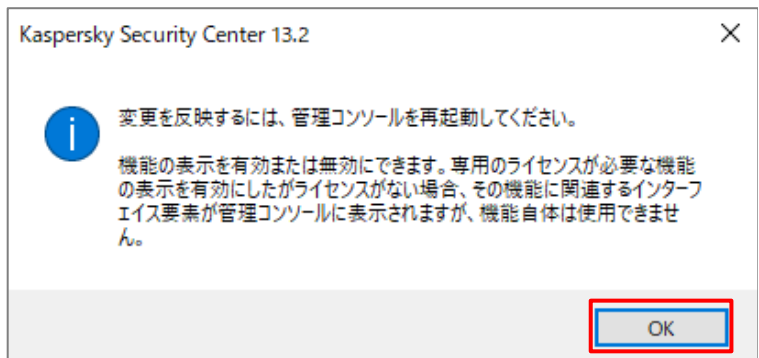 Kaspersky Security Center 13.2
変更を反映するには、管理コンソールを再起動してください。
機能の表示を有効または無効にできます。専用のライセンスが必要な機能
の表示を有効にしたがライセンスがない場合、その機能に関連するインターフ
ェイス要素が管理コンソールに表示されますが、機能自体は使用できませ
ん。
OK